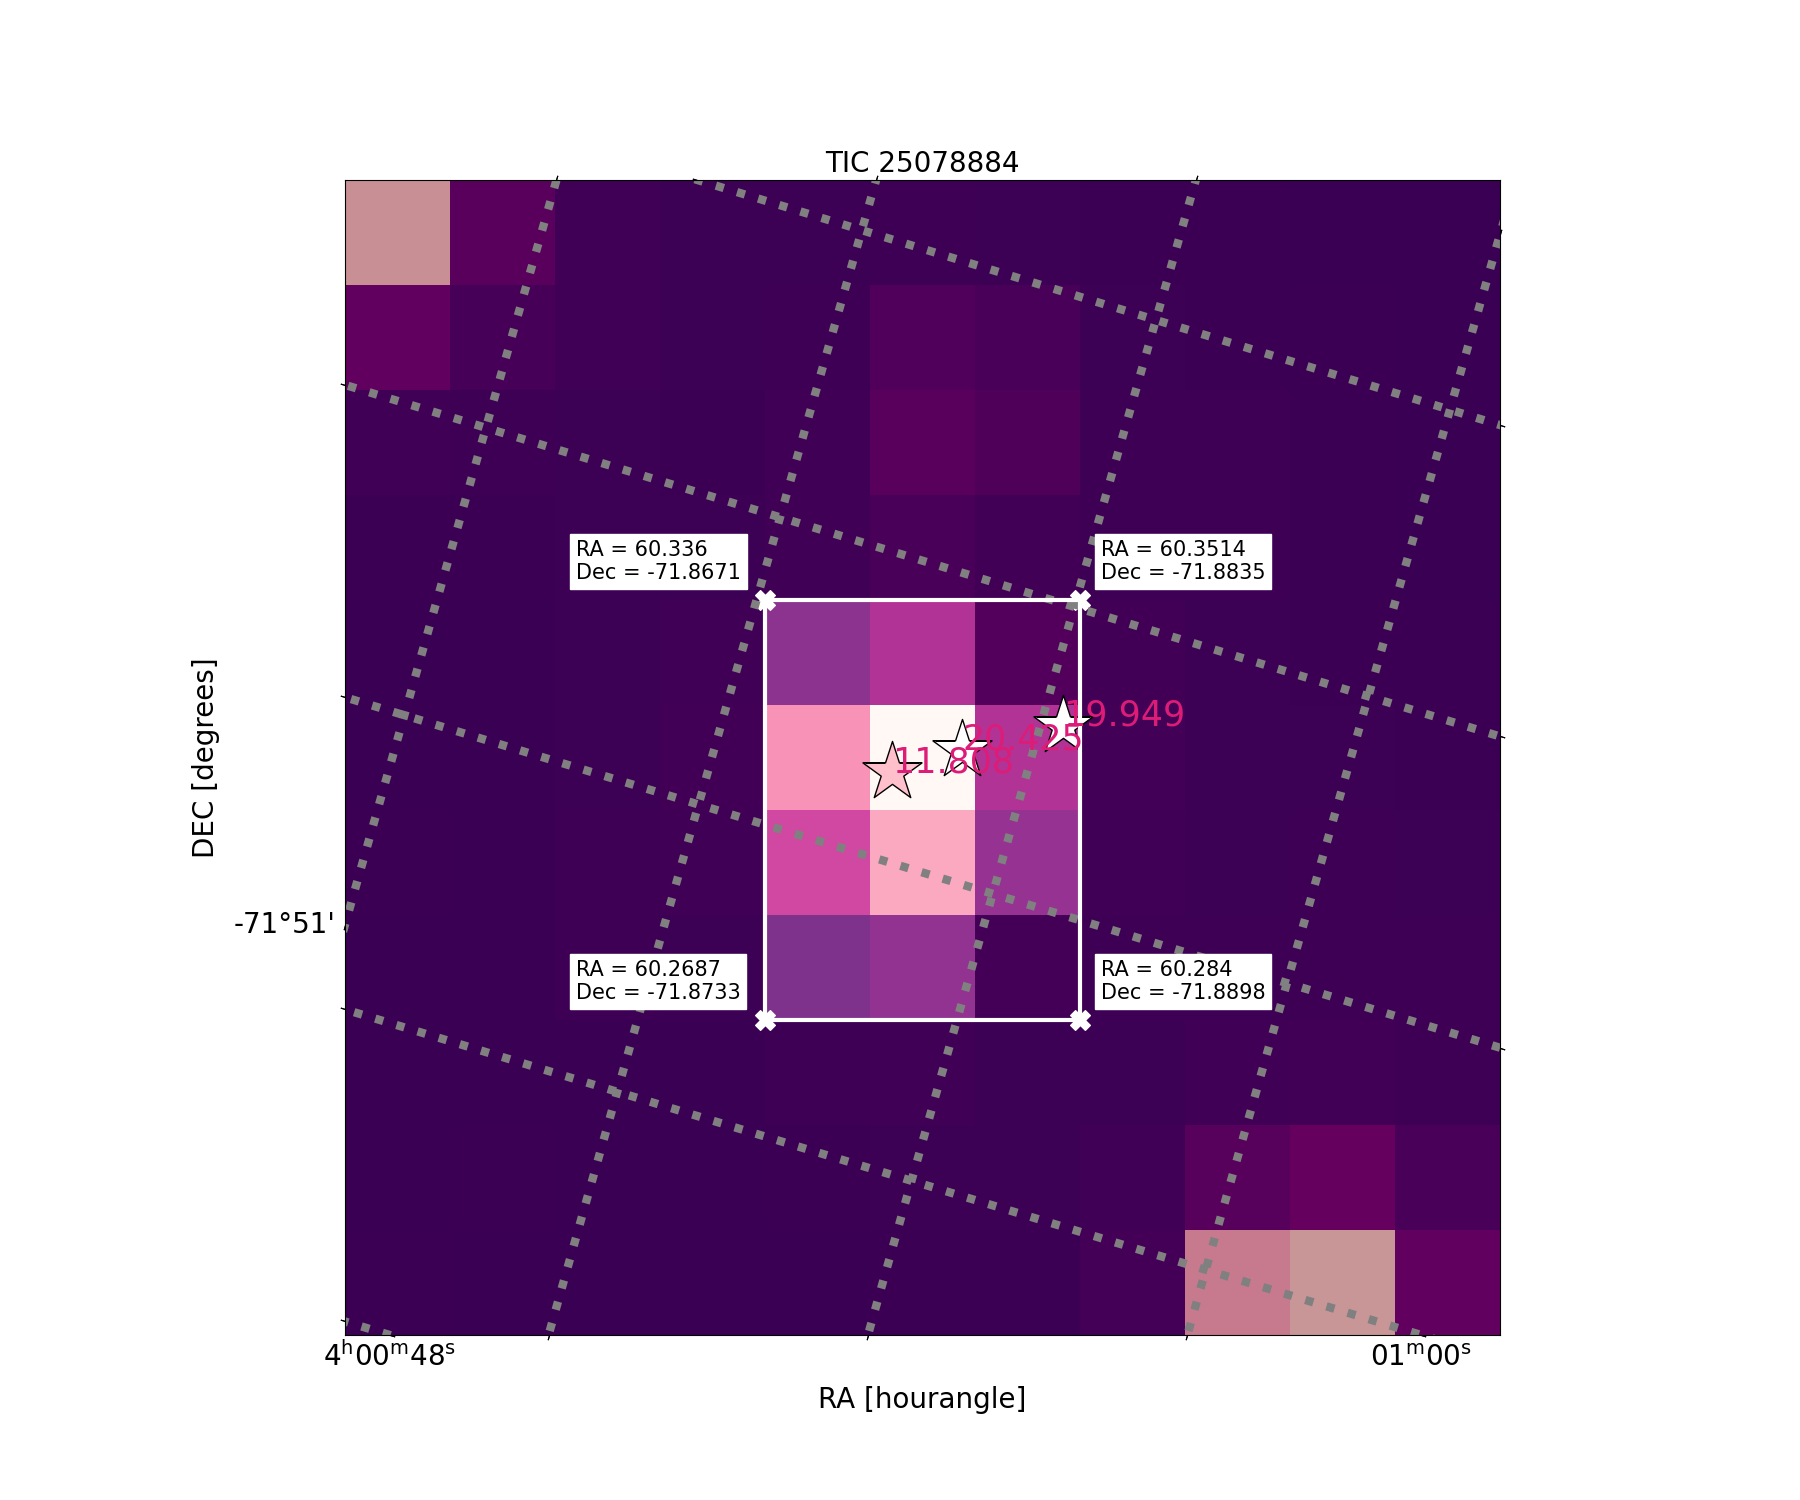 TIC 25078884
RA = 60.336
Dec = -71.8671
RA = 60.3514
Dec = -71.8835
19.949
20.425
11.808
DEC [degrees]
-71°51'
RA = 60.2687
Dec = -71.8733
RA = 60.284
Dec = -71.8898
4h00m48s
01m00s
RA [hourangle]